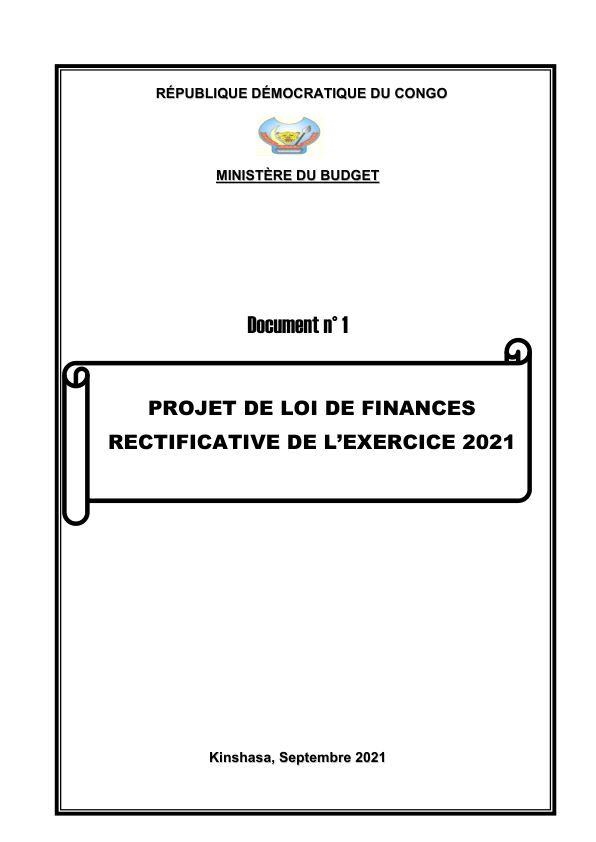 RÉPUBLIQUE DÉMOCRATIQUE DU CONGO
MINISTÈRE DU BUDGET
Document n° 1
PROJET DE LOI DE FINANCES
RECTIFICATIVE DE L’EXERCICE 2021
Kinshasa, Septembre 2021